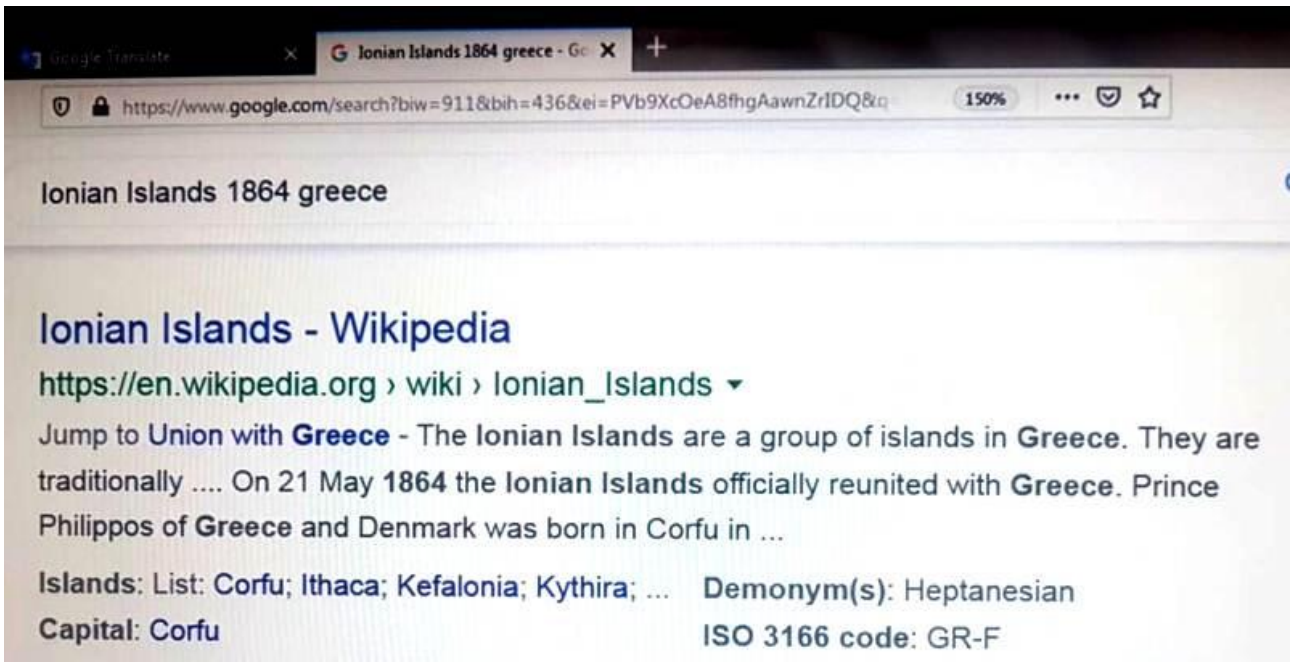 Google Translate
Ionian Islands 1864 greece - Go
https://www.google.com/search?biw=911&bih=436&ei=PVb9XcOeA8fhgAawnZrIDQ&q
150%
Ionian Islands 1864 greece
Ionian Islands - Wikipedia
https://en.wikipedia.org › wiki › Ionian_Islands
Jump to Union with Greece - The Ionian Islands are a group of islands in Greece. They are
traditionally .... On 21 May 1864 the Ionian Islands officially reunited with Greece. Prince
Philippos of Greece and Denmark was born in Corfu in ...
Islands: List: Corfu; Ithaca; Kefalonia; Kythira; ... Demonym(s): Heptanesian
Capital: Corfu ISO 3166 code: GR-F